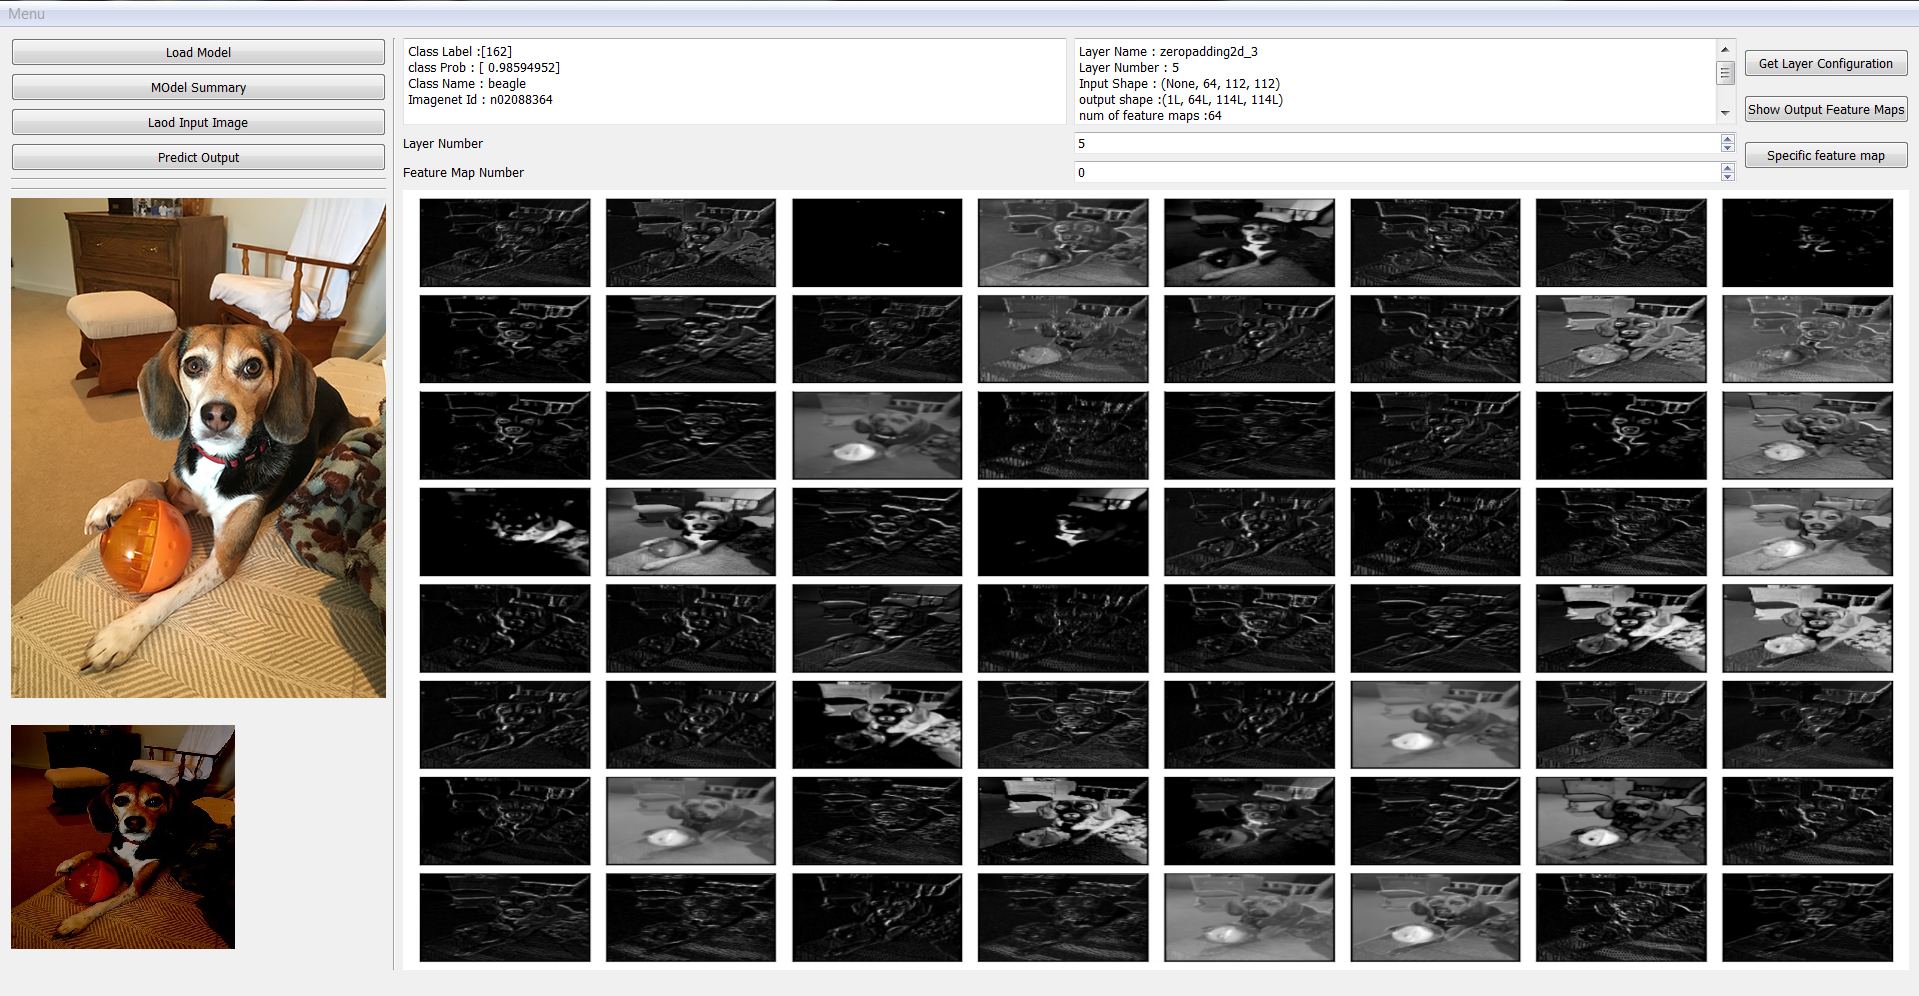 Menu
Load Model
MOdel Summary
Laod Input Image
Predict Output
Class Label :[162]
class Prob : [ 0.98594952]
Class Name : beagle
Imagenet Id : n02088364
Layer Name : zeropadding2d_3
Layer Number : 5
Input Shape : (None, 64, 112, 112)
output shape :(1L, 64L, 114L, 114L)
num of feature maps :64
Get Layer Configuration
Show Output Feature Maps
Specific feature map
Layer Number
5
Feature Map Number
0